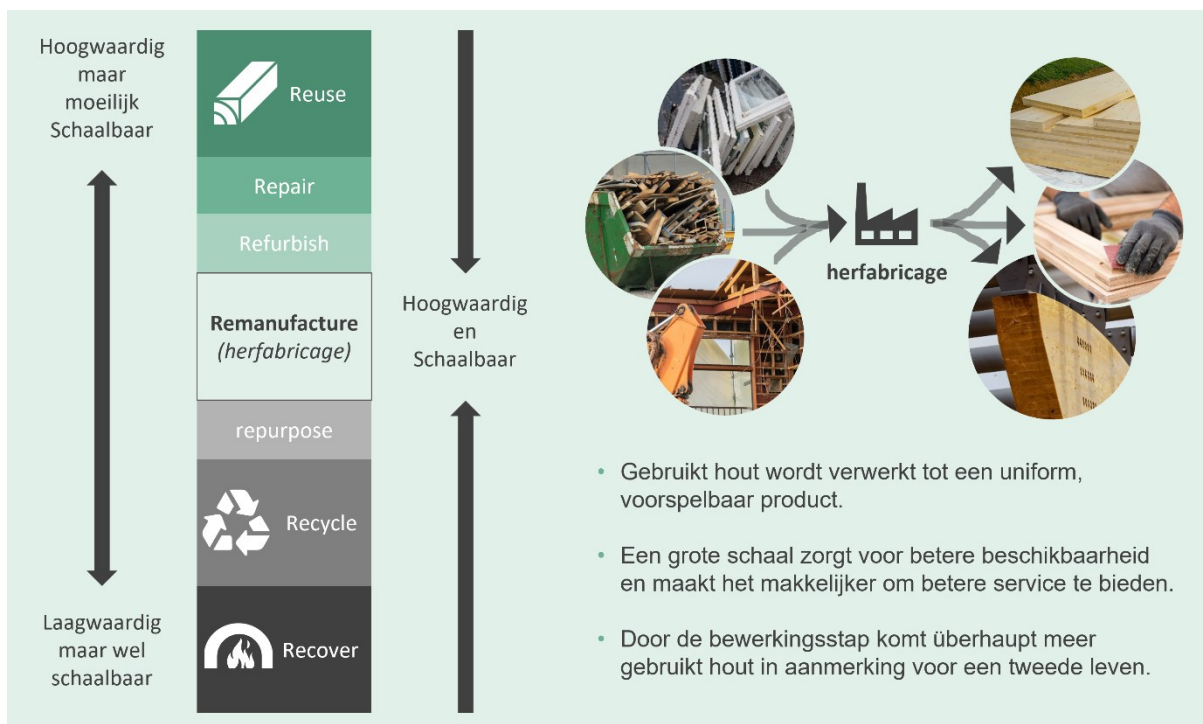 Hoogwaardig
maar
moeilijk
Schaalbaar
Laagwaardig
maar wel
schaalbaar
Reuse
Repair
Refurbish
Remanufacture
(herfabricage)
repurpose
Recycle
Recover
Hoogwaardig
en
Schaalbaar
herfabricage
• Gebruikt hout wordt verwerkt tot een uniform,
voorspelbaar product.
• Een grote schaal zorgt voor betere beschikbaarheid
en maakt het makkelijker om betere service te bieden.
• Door de bewerkingsstap komt überhaupt meer
gebruikt hout in aanmerking voor een tweede leven.